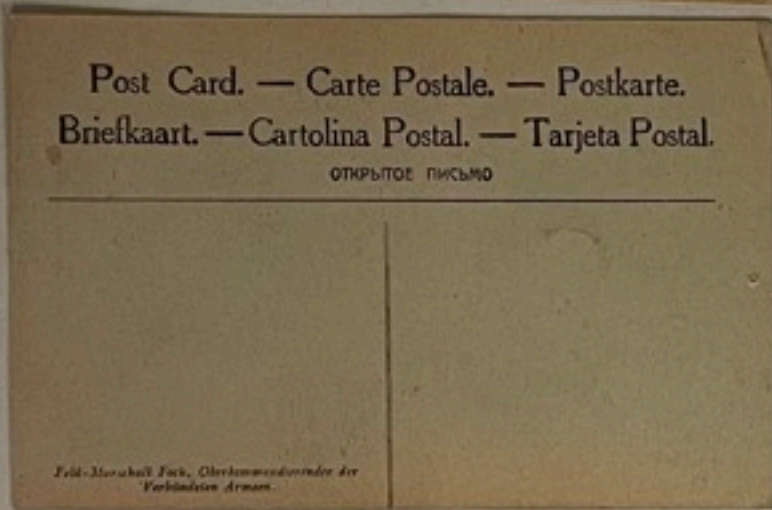 Post Card. — Carte Postale. — Postkarte.
Briefkaart. — Cartolina Postal. — Tarjeta Postal.
ОТКРЫТОЕ ПИСЬМО
Feld-Marschall Foch, Oberkommandierender der
Verbündeten Armeen.